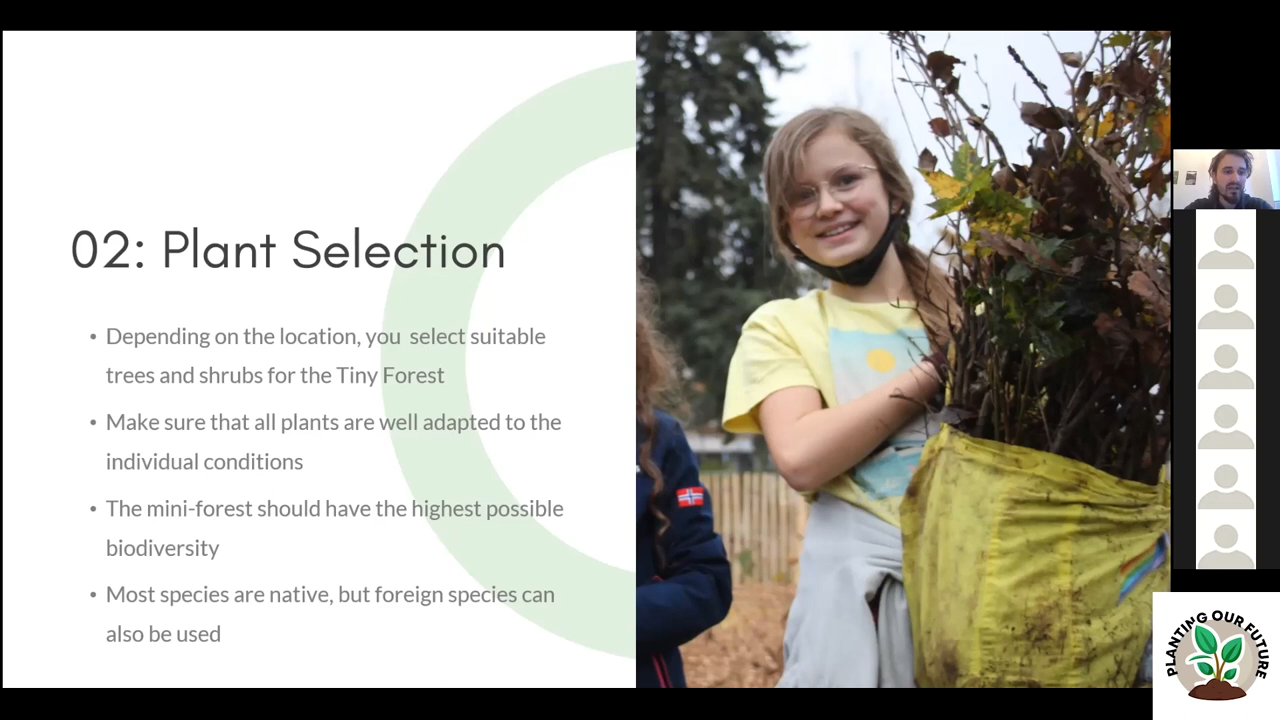 02: Plant Selection
• Depending on the location, you select suitable
trees and shrubs for the Tiny Forest
• Make sure that all plants are well adapted to the
individual conditions
• The mini-forest should have the highest possible
biodiversity
• Most species are native, but foreign species can
also be used
PLANTING OUR FUTURE